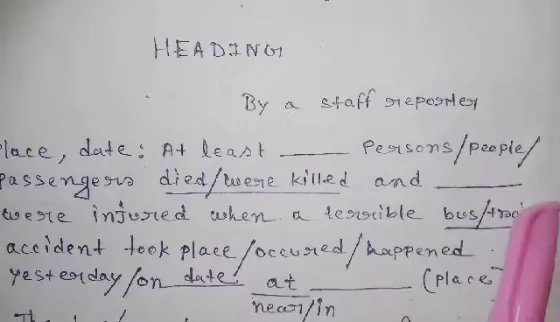 HEADING
By a staff reporter
Place, date: At least ____ Persons/people/
Passengers died/were killed and ____
were injured when a terrible bus/
accident took place/occured/happened
yesterday/on date. at ____ (Place
near/in